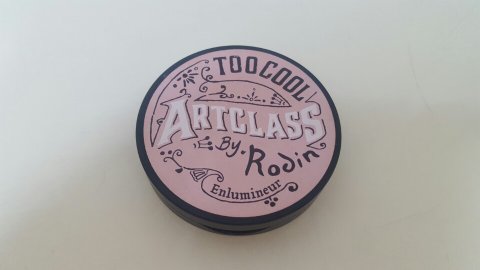 TOO COOL
ARTCLASS
By. Rodin
Enlumineur